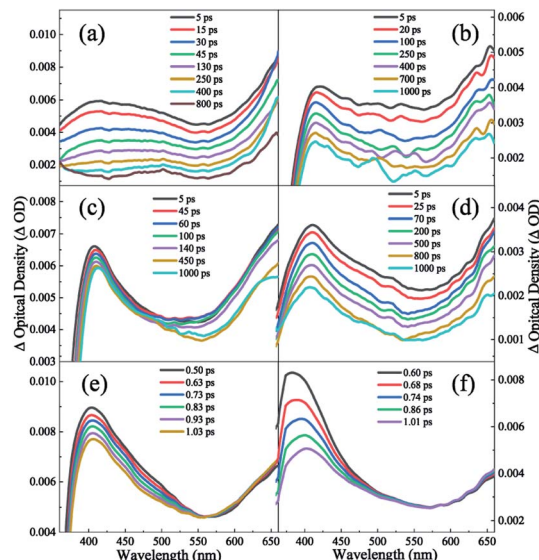 (a)
5 ps
15 ps
30 ps
45 ps
130 ps
250 ps
400 ps
800 ps
0.010
0.008
0.006
0.004
0.002
(b)
5 ps
20 ps
100 ps
250 ps
400 ps
700 ps
1000 ps
0.006
0.005
0.004
0.003
0.002
(c)
5 ps
45 ps
60 ps
100 ps
140 ps
450 ps
1000 ps
0.008
0.007
0.006
0.005
0.004
0.003
(d)
5 ps
25 ps
70 ps
200 ps
500 ps
800 ps
1000 ps
0.004
0.003
0.002
0.001
(e)
0.50 ps
0.63 ps
0.73 ps
0.83 ps
0.93 ps
1.03 ps
0.010
0.008
0.006
0.004
(f)
0.60 ps
0.68 ps
0.74 ps
0.86 ps
1.01 ps
0.008
0.006
0.004
0.002
Δ Opitcal Density (Δ OD)
Δ Opitcal Density (Δ OD)
400 450 500 550 600 650
400 450 500 550 600 650
Wavelength (nm)
Wavelength (nm)